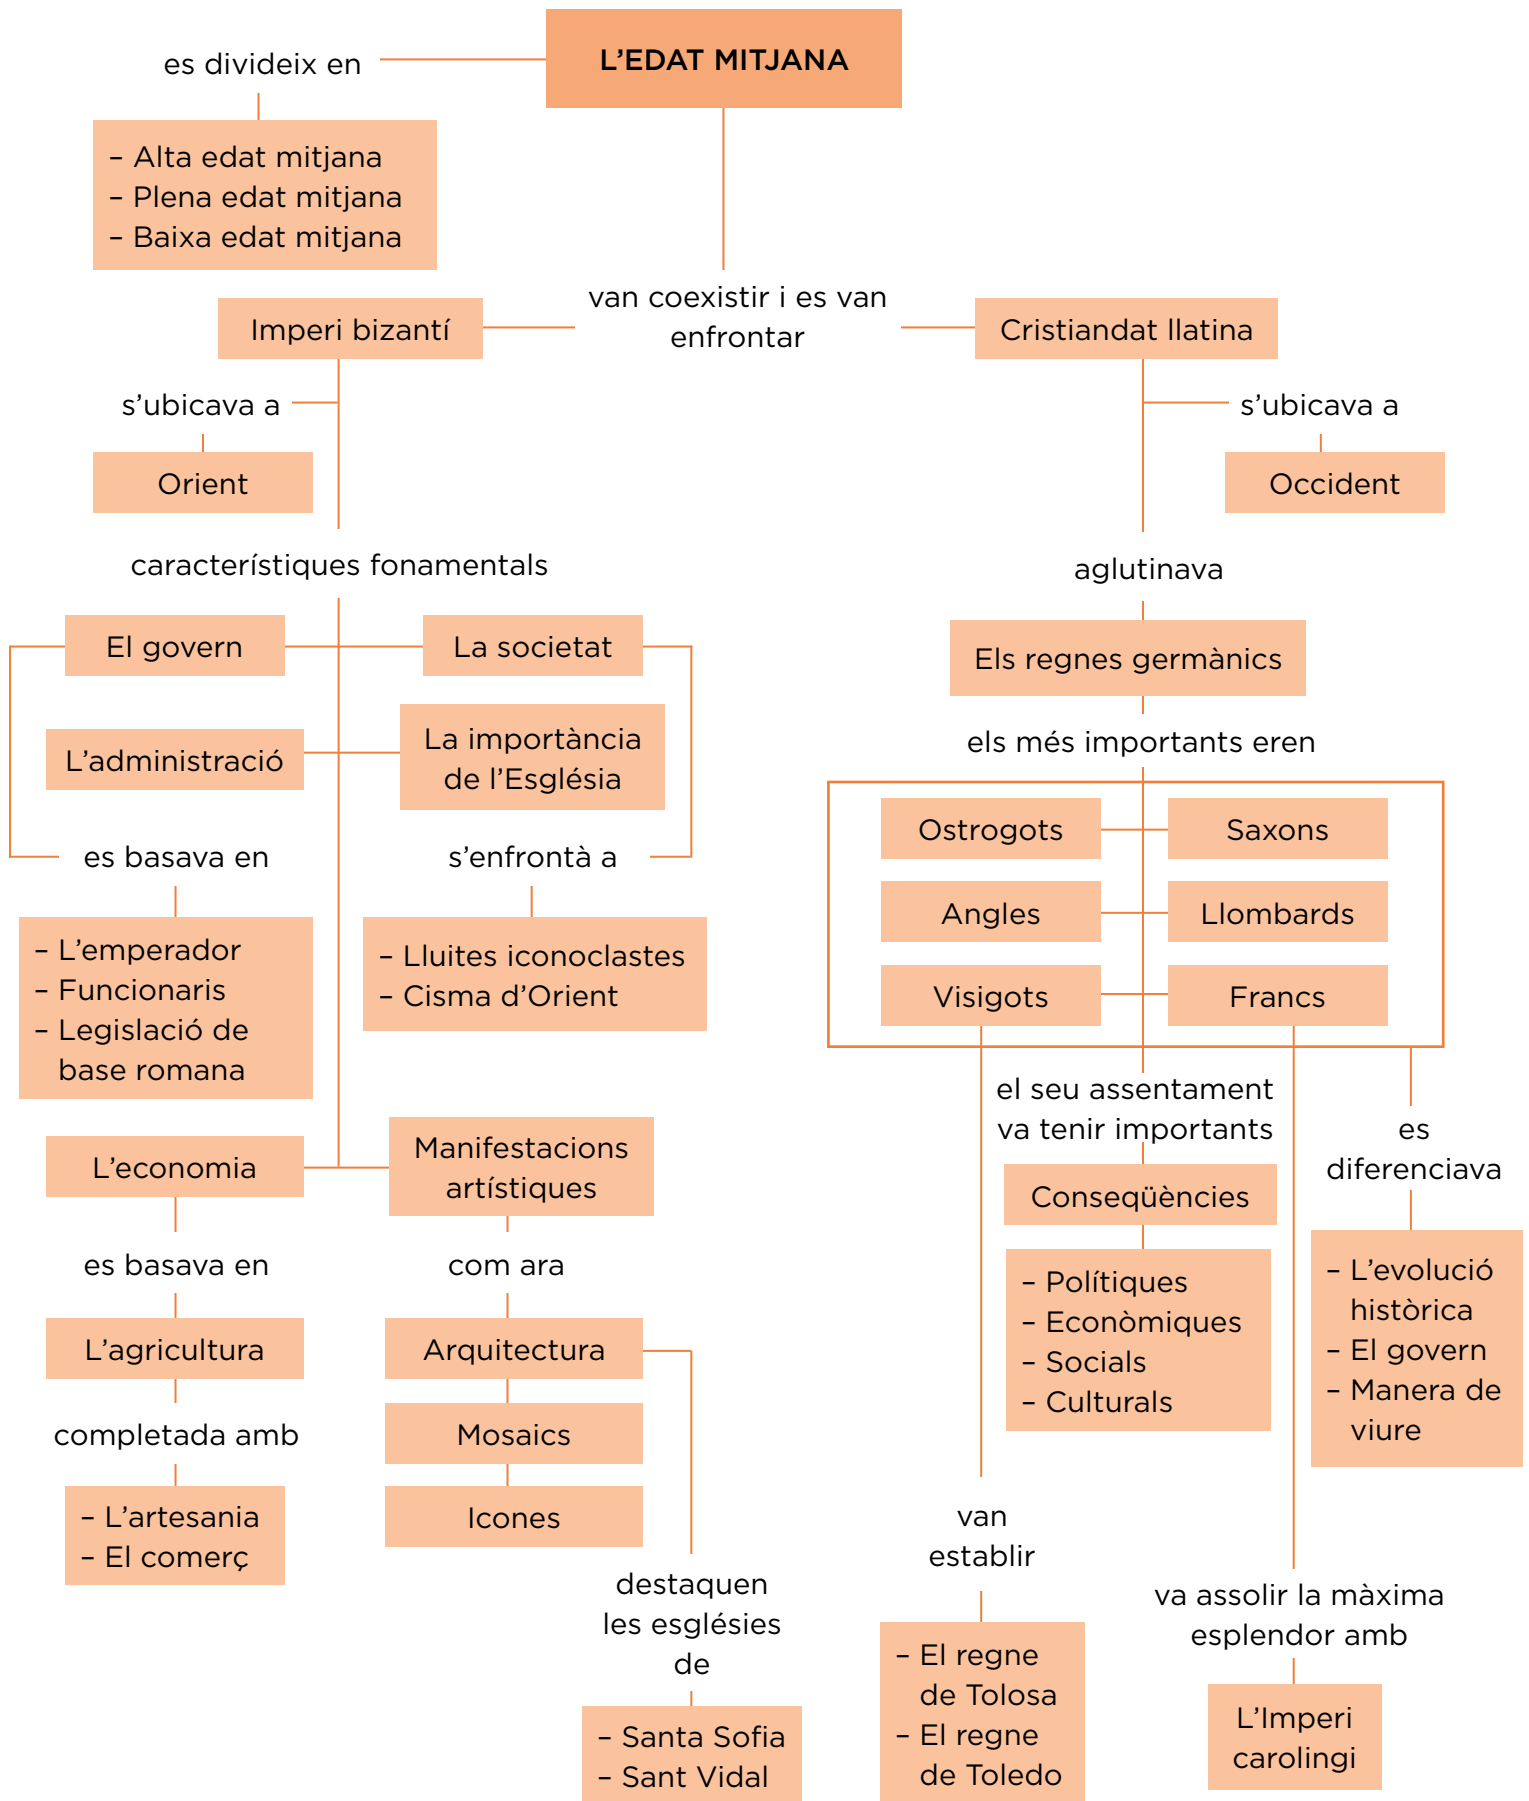 L’EDAT MITJANA
es divideix en
– Alta edat mitjana
– Plena edat mitjana
– Baixa edat mitjana
van coexistir i es van
enfrontar
Imperi bizantí
Cristiandat llatina
s’ubicava a
Orient
s’ubicava a
Occident
característiques fonamentals
El govern
La societat
L’administració
La importància
de l’Església
es basava en
– L’emperador
– Funcionaris
– Legislació de
base romana
s’enfrontà a
– Lluites iconoclastes
– Cisma d’Orient
L’economia
es basava en
L’agricultura
completada amb
– L’artesania
– El comerç
Manifestacions
artístiques
com ara
Arquitectura
Mosaics
Icones
destaquen
les esglésies
de
– Santa Sofia
– Sant Vidal
aglutinava
Els regnes germànics
els més importants eren
Ostrogots
Saxons
Angles
Llombards
Visigots
Francs
el seu assentament
va tenir importants
Conseqüències
– Polítiques
– Econòmiques
– Socials
– Culturals
es
diferenciava
– L’evolució
històrica
– El govern
– Manera de
viure
van
establir
– El regne
de Tolosa
– El regne
de Toledo
va assolir la màxima
esplendor amb
L’Imperi
carolingi